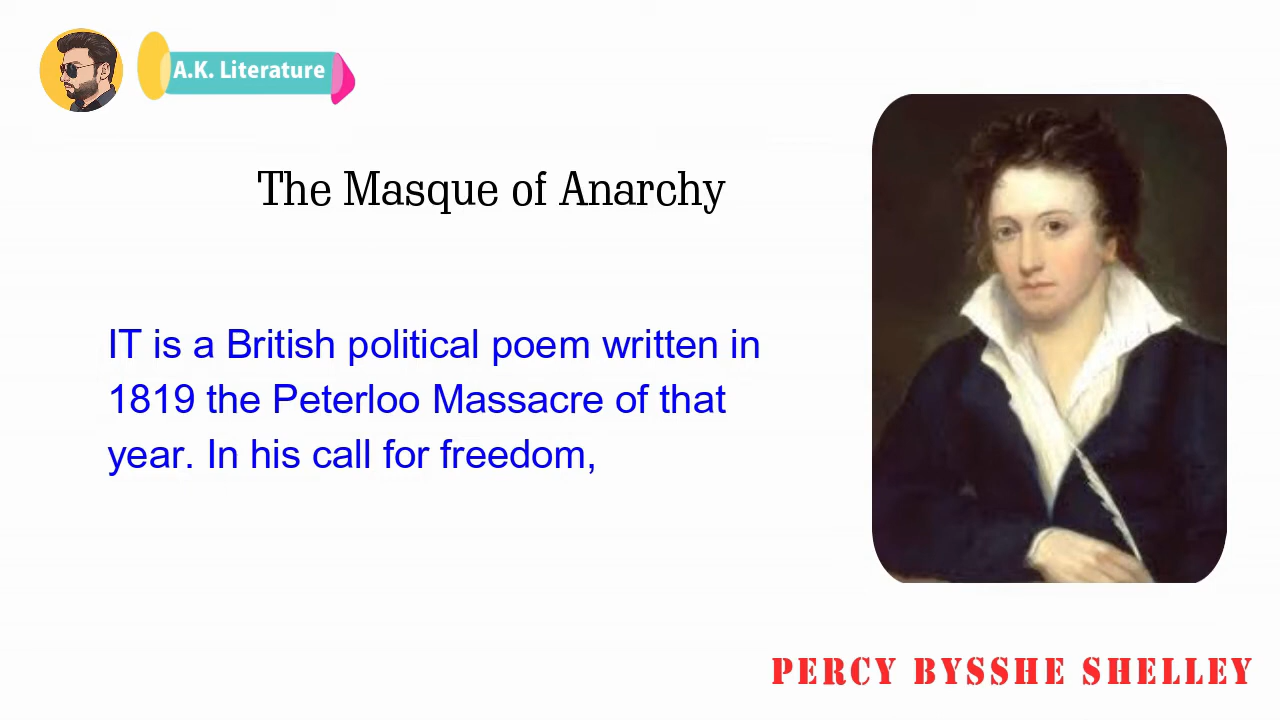 A.K. Literature
The Masque of Anarchy
IT is a British political poem written in
1819 the Peterloo Massacre of that
year. In his call for freedom,
PERCY BYSSHE SHELLEY